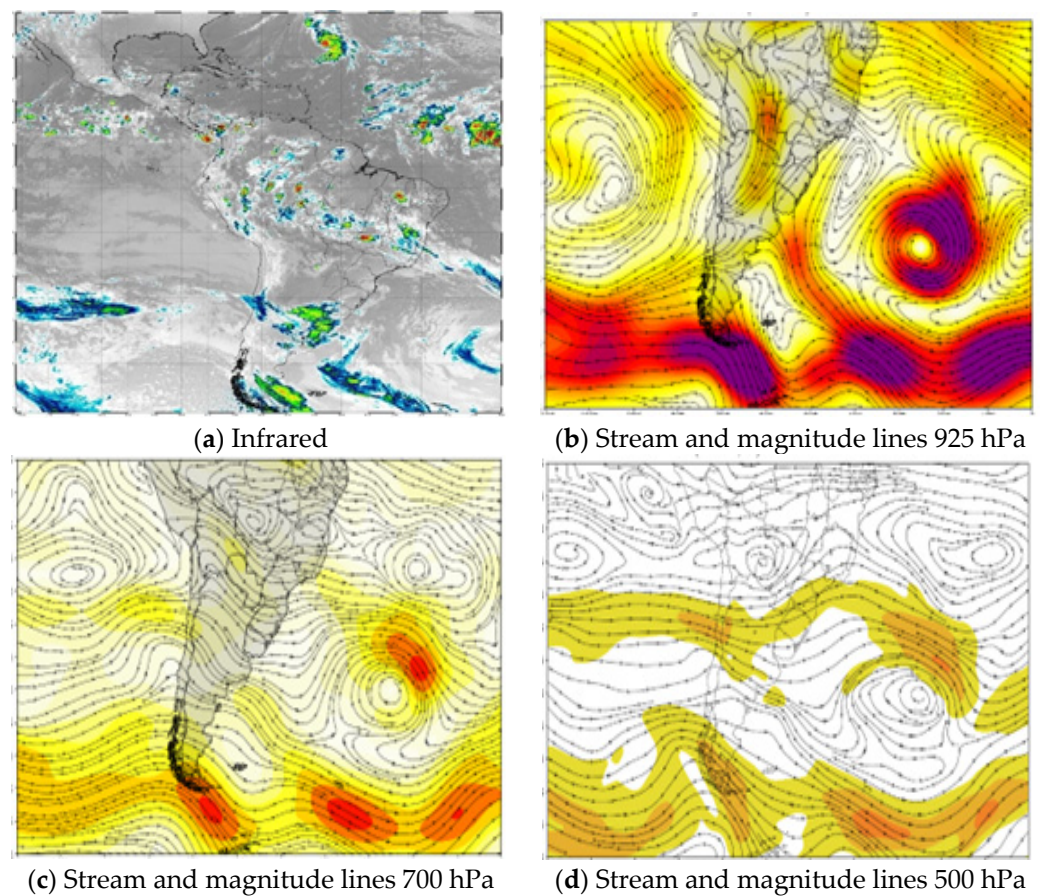 (a) Infrared
(b) Stream and magnitude lines 925 hPa
(c) Stream and magnitude lines 700 hPa
(d) Stream and magnitude lines 500 hPa